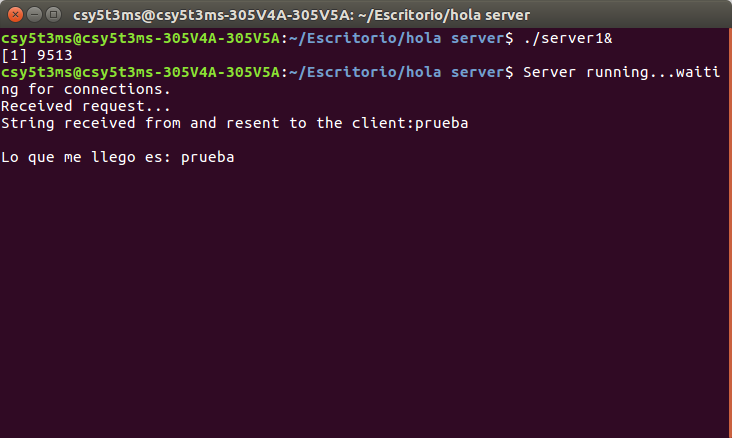 csy5t3ms@csy5t3ms-305V4A-305V5A: ~/Escritorio/hola server
csy5t3ms@csy5t3ms-305V4A-305V5A:~/Escritorio/hola server$ ./server1&
[1] 9513
csy5t3ms@csy5t3ms-305V4A-305V5A:~/Escritorio/hola server$ Server running...waiti
ng for connections.
Received request...
String received from and resent to the client:prueba
Lo que me llego es: prueba